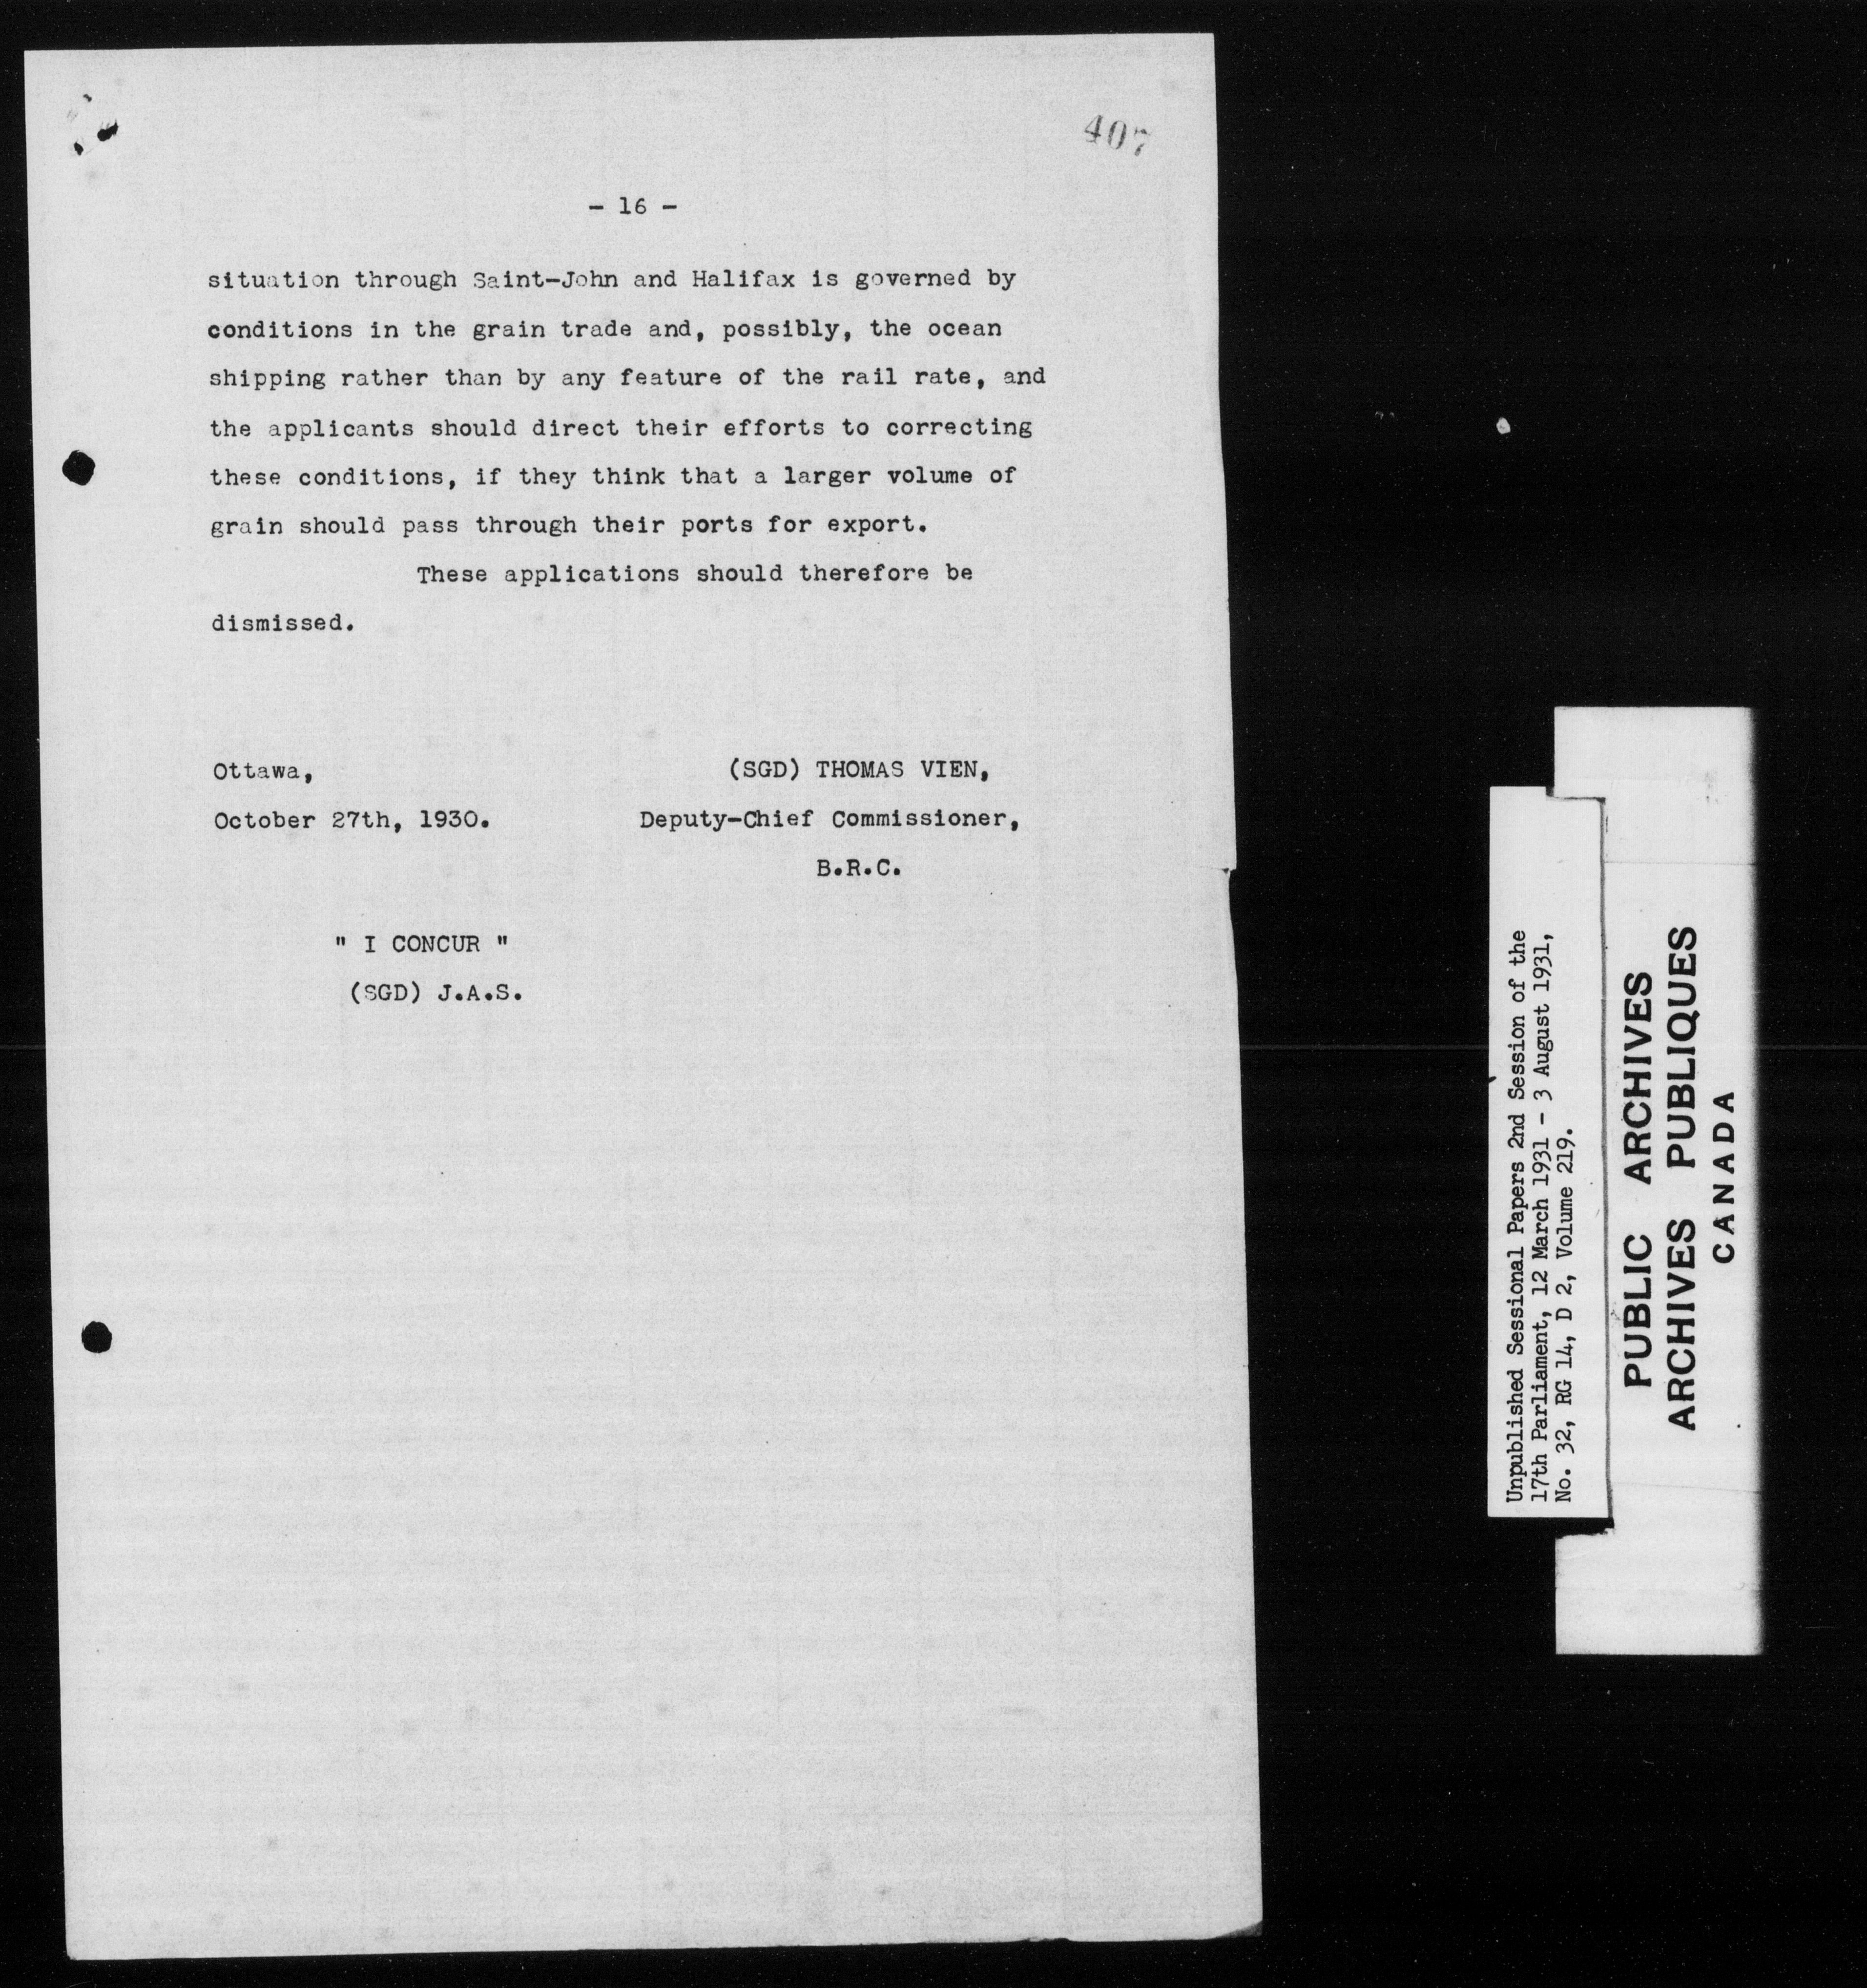 407
- 16 -
situation through Saint-John and Halifax is governed by
conditions in the grain trade and, possibly, the ocean
shipping rather than by any feature of the rail rate, and
the applicants should direct their efforts to correcting
these conditions, if they think that a larger volume of
grain should pass through their ports for export.
These applications should therefore be
dismissed.
Ottawa,
October 27th, 1930.
(SGD) THOMAS VIEN,
Deputy-Chief Commissioner,
B.R.C.
" I CONCUR "
(SGD) J.A.S.
Unpublished Sessional Papers 2nd Session of the
17th Parliament, 12 March 1931 - 3 August 1931,
No. 32, RG 14, D 2, Volume 219.
PUBLIC ARCHIVES
ARCHIVES PUBLIQUES
CANADA